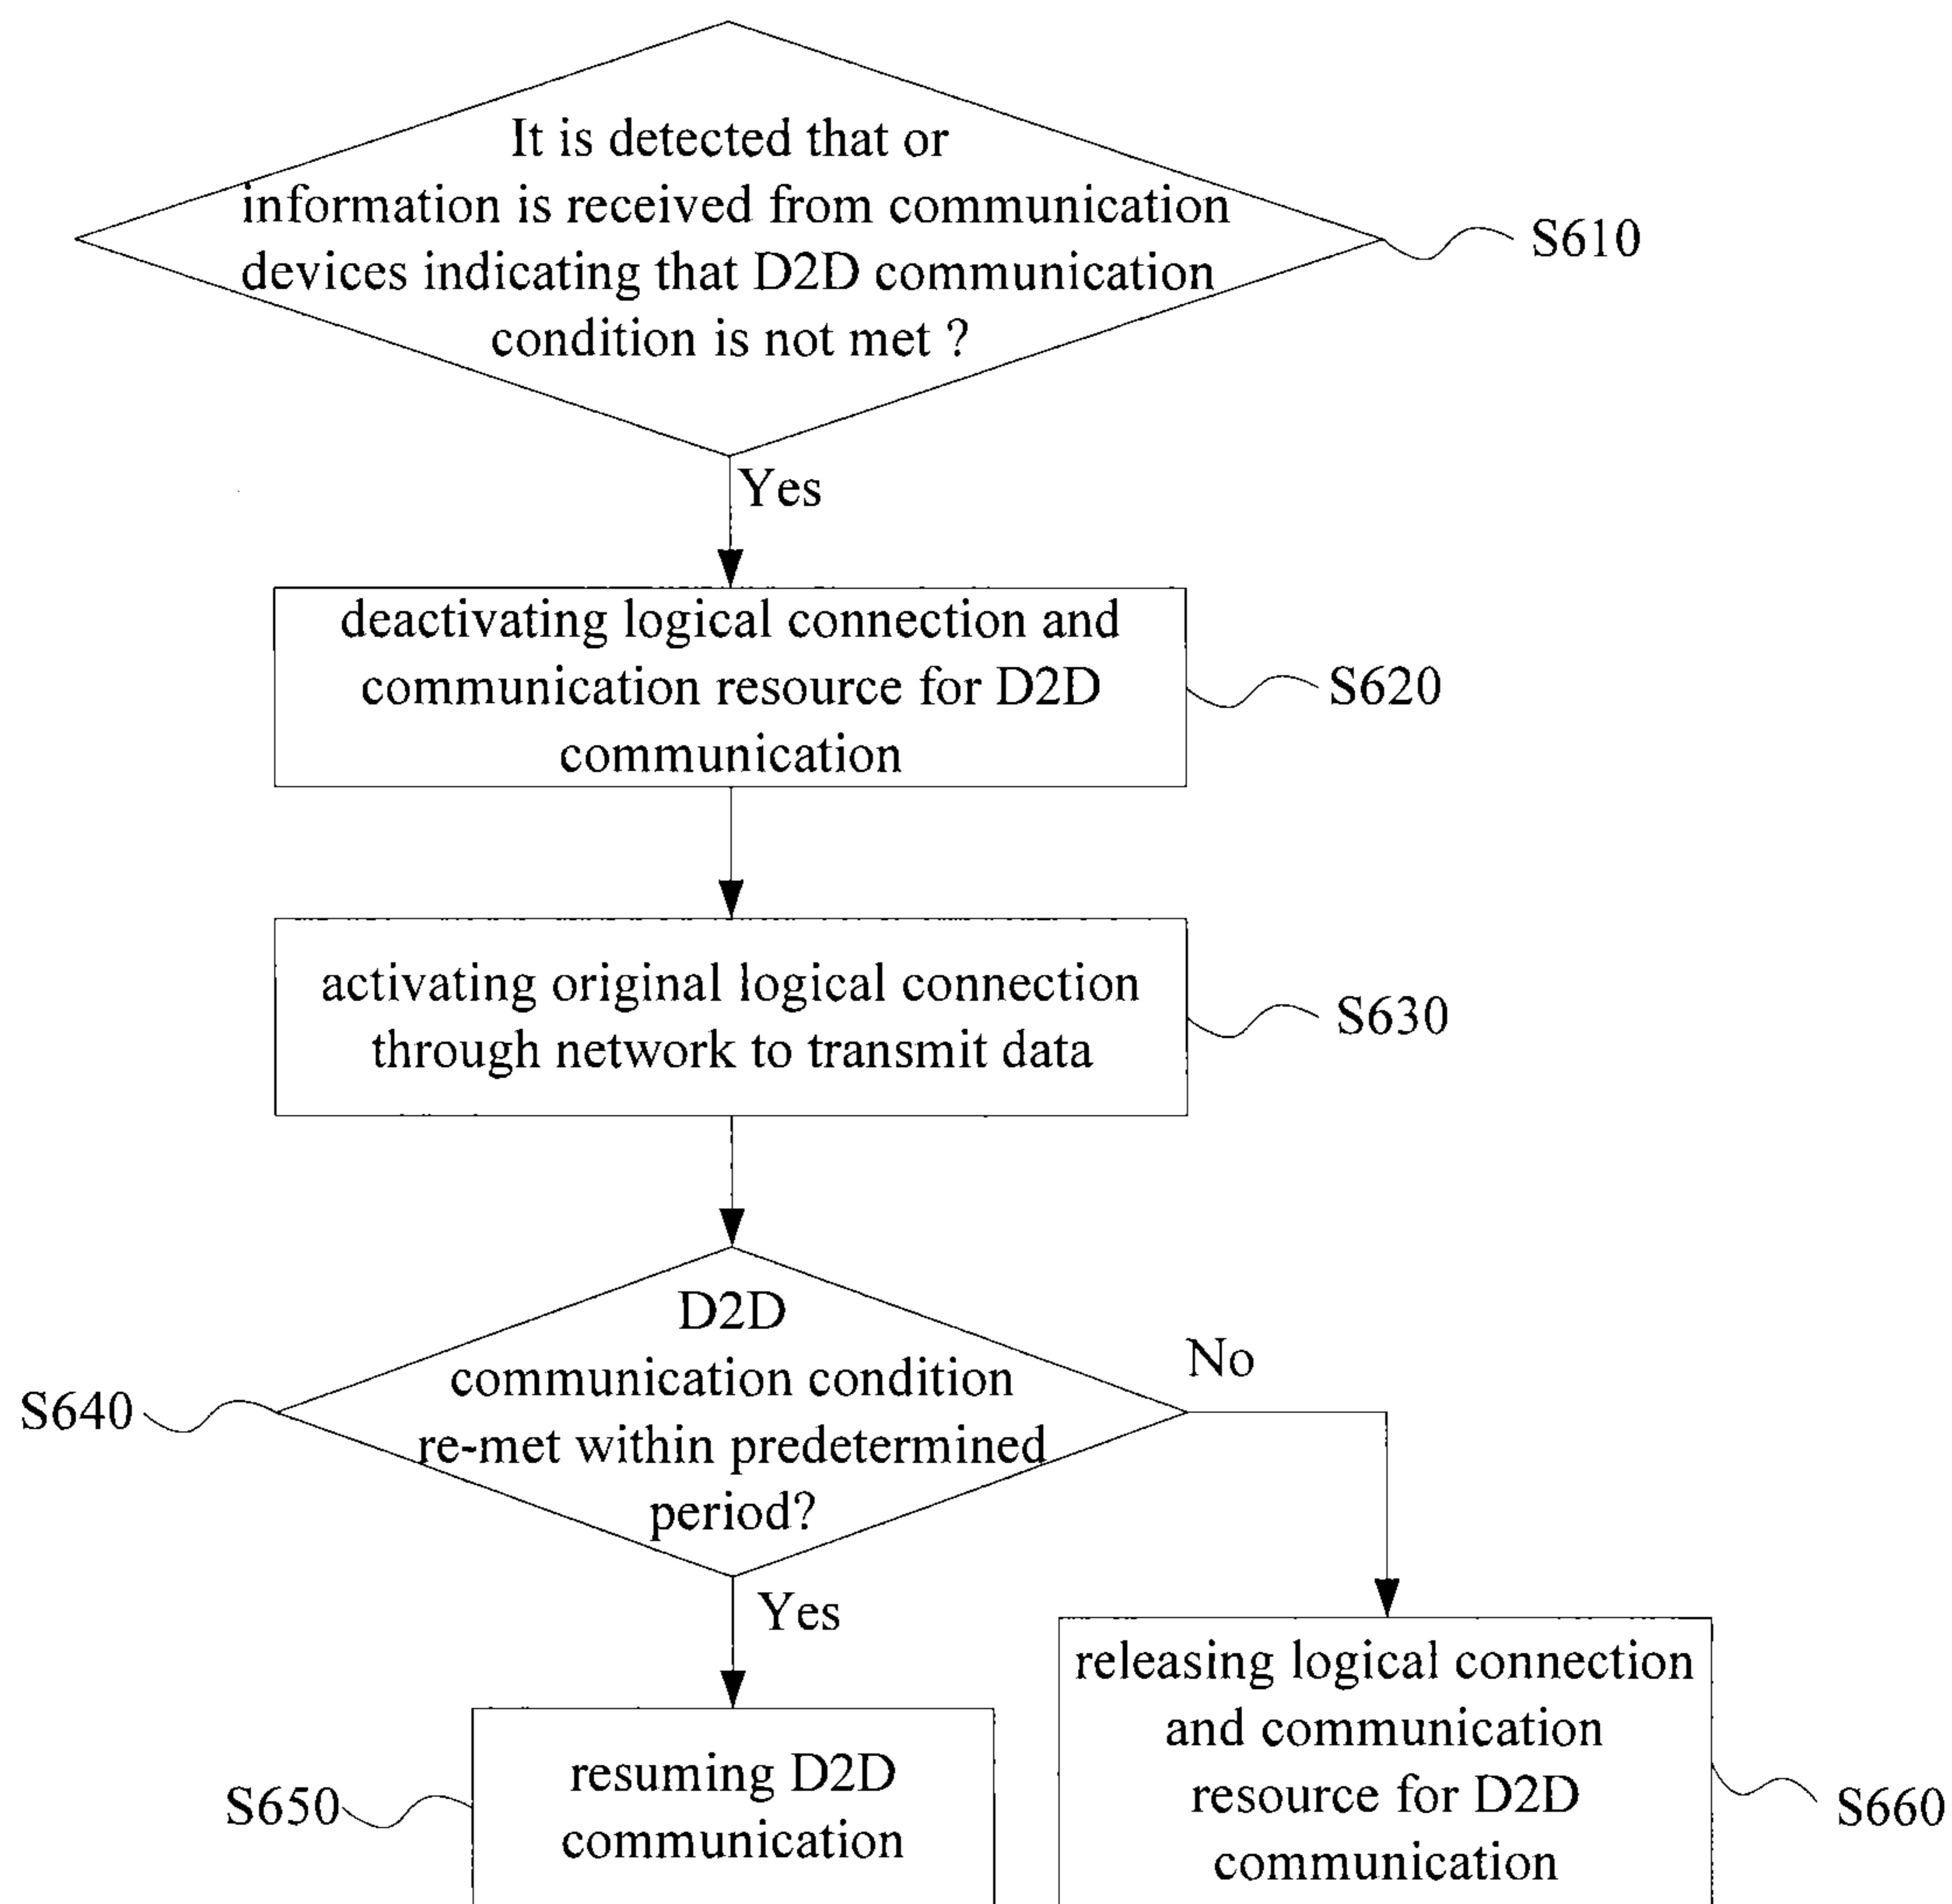 It is detected that or
information is received from communication
devices indicating that D2D communication
condition is not met ?
S610
Yes
deactivating logical connection and
communication resource for D2D
communication
S620
activating original logical connection
through network to transmit data
S630
D2D
communication condition
re-met within predetermined
period?
S640
No
Yes
resuming D2D
communication
S650
releasing logical connection
and communication
resource for D2D
communication
S660